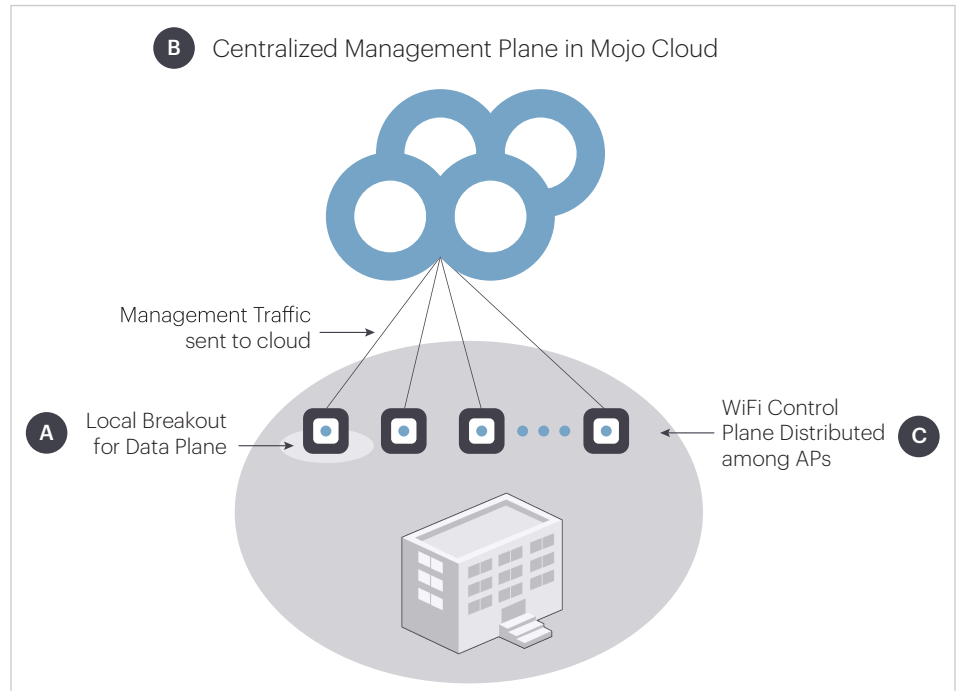 B Centralized Management Plane in Mojo Cloud
Management Traffic
sent to cloud
A
Local Breakout
for Data Plane
WiFi Control
Plane Distributed
among APs
C